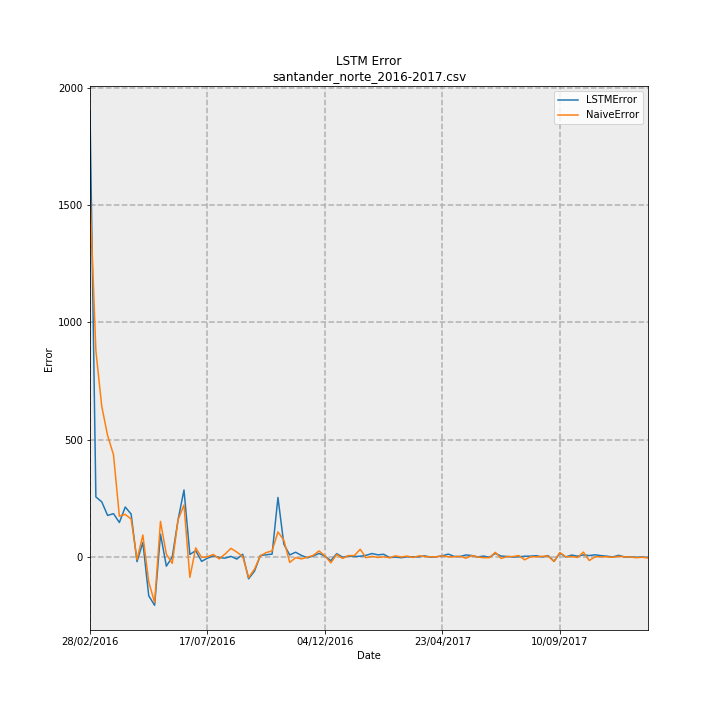 LSTM Error
santander_norte_2016-2017.csv
LSTMError
NaiveError
2000
1500
1000
500
0
Error
28/02/2016
17/07/2016
04/12/2016
23/04/2017
10/09/2017
Date